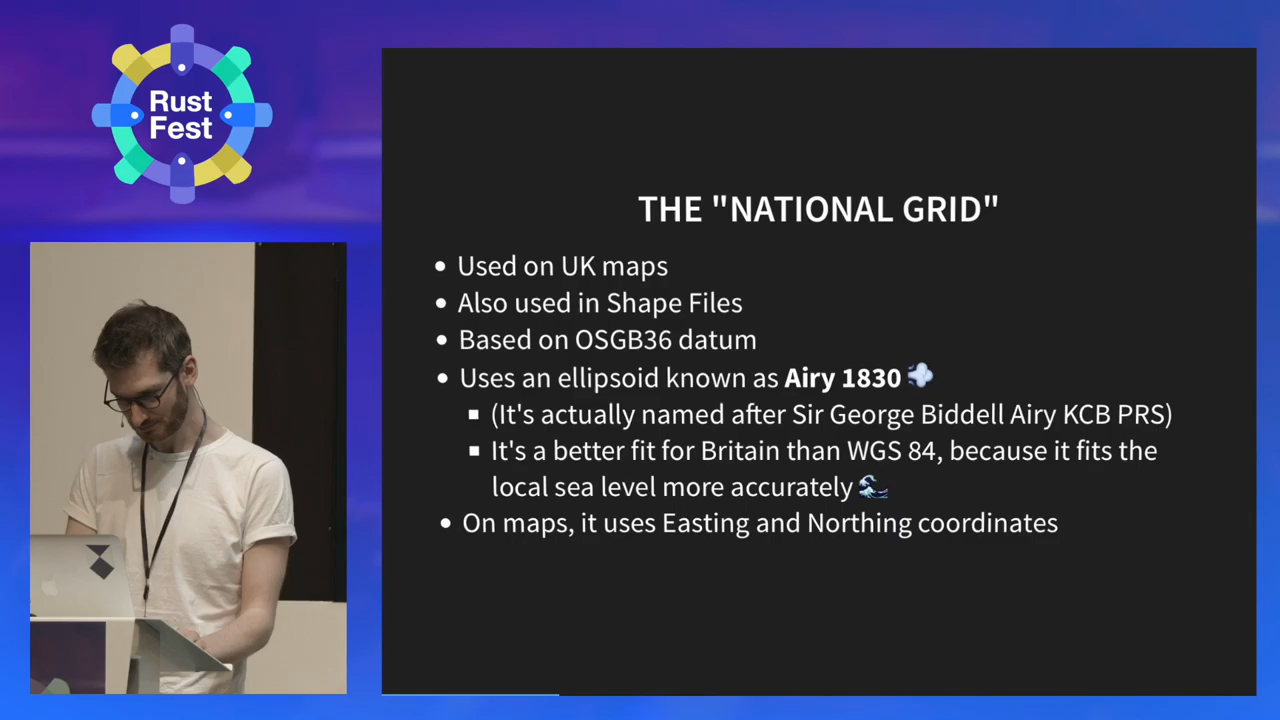 Rust
Fest
THE "NATIONAL GRID"
• Used on UK maps
• Also used in Shape Files
• Based on OSGB36 datum
• Uses an ellipsoid known as Airy 1830 💨
▪ (It's actually named after Sir George Biddell Airy KCB PRS)
▪ It's a better fit for Britain than WGS 84, because it fits the
local sea level more accurately 🌊
• On maps, it uses Easting and Northing coordinates